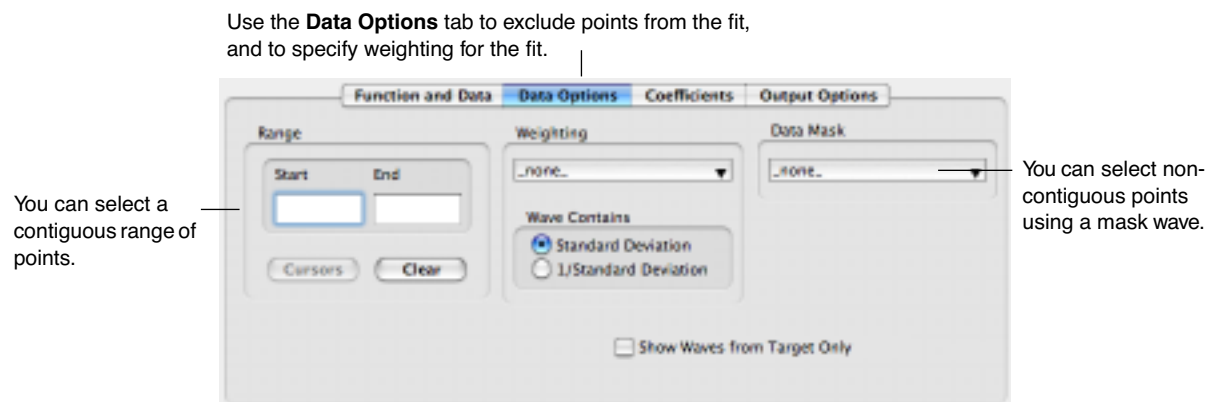 Use the Data Options tab to exclude points from the fit,
and to specify weighting for the fit.
Function and Data Data Options Coefficients Output Options
Range
Start End
Cursors Clear
You can select a
contiguous range of
points.
Weighting
_none_
Wave Contains
Standard Deviation
1/Standard Deviation
Data Mask
_none_
You can select non-
contiguous points
using a mask wave.
Show Waves from Target Only